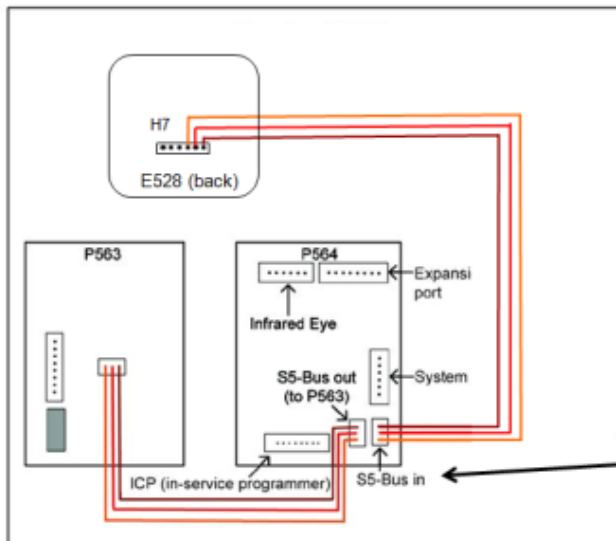 H7
E528 (back)
P563
P564
Expansi
port
Infrared Eye
S5-Bus out
(to P563)
System
ICP (in-service programmer)
S5-Bus in